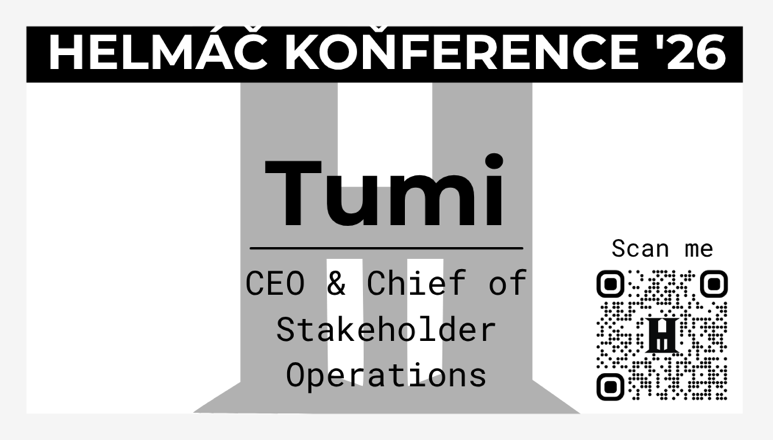 HELMÁČ KOŇFERENCE '26
Tumi
CEO & Chief of
Stakeholder
Operations
Scan me
H